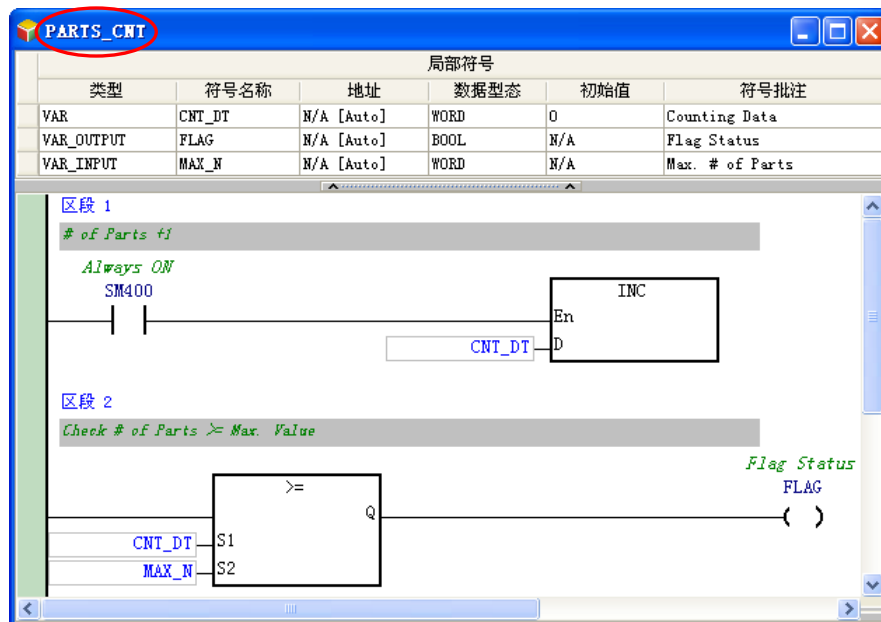 PARTS_CNT
局部符号
类型 符号名称 地址 数据型态 初始值 符号批注
VAR CNT_DT N/A [Auto] WORD 0 Counting Data
VAR_OUTPUT FLAG N/A [Auto] BOOL N/A Flag Status
VAR_INPUT MAX_N N/A [Auto] WORD N/A Max. # of Parts
区段 1
# of Parts +1
Always ON
SM400
INC
En
CNT_DT D
区段 2
Check # of Parts >= Max. Value
Flag Status
>= FLAG
Q
CNT_DT S1
MAX_N S2